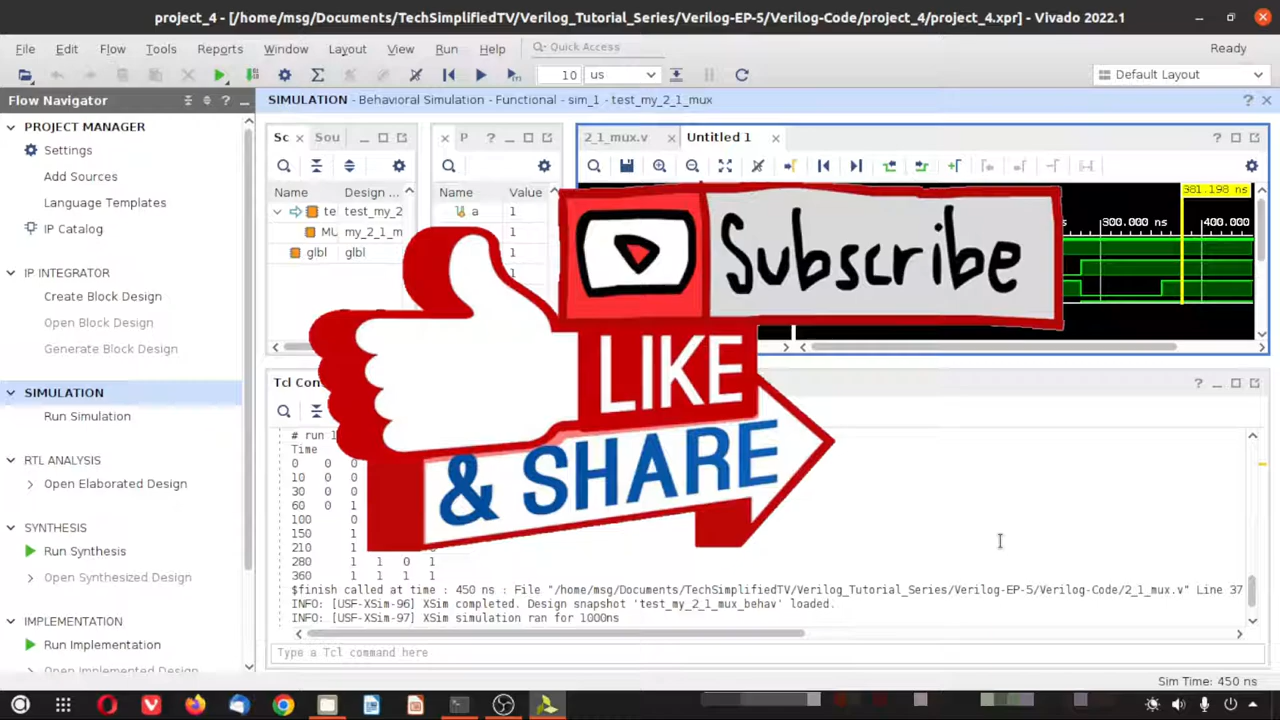 project_4 - [/home/msg/Documents/TechSimplifiedTV/Verilog_Tutorial_Series/Verilog-EP-5/Verilog-Code/project_4/project_4.xpr] - Vivado 2022.1
File Edit Flow Tools Reports Window Layout View Run Help Quick Access Ready
10 us Default Layout
Flow Navigator
SIMULATION - Behavioral Simulation - Functional - sim_1 - test_my_2_1_mux
PROJECT MANAGER
Settings
Add Sources
Language Templates
IP Catalog
IP INTEGRATOR
Create Block Design
Open Block Design
Generate Block Design
SIMULATION
Run Simulation
RTL ANALYSIS
Open Elaborated Design
SYNTHESIS
Run Synthesis
Open Synthesized Design
IMPLEMENTATION
Run Implementation
Open Implemented Design
Sc Sou
Name Design ...
te test_my_2
MU my_2_1_m
glbl glbl
P
Name Value
a 1
1
1
2_1_mux.v Untitled 1
381.198 ns
300.000 ns 400.00
Subscribe
LIKE
& SHARE
Tcl Con
# run 1
Time
0 0 0
10 0 0
30 0 0
60 0 1
100 0
150 1
210 1
280 1 1 0 1
360 1 1 1 1
$finish called at time : 450 ns : File "/home/msg/Documents/TechSimplifiedTV/Verilog_Tutorial_Series/Verilog-EP-5/Verilog-Code/2_1_mux.v" Line 37
INFO: [USF-XSim-96] XSim completed. Design snapshot 'test_my_2_1_mux_behav' loaded.
INFO: [USF-XSim-97] XSim simulation ran for 1000ns
Type a Tcl command here
Sim Time: 450 ns